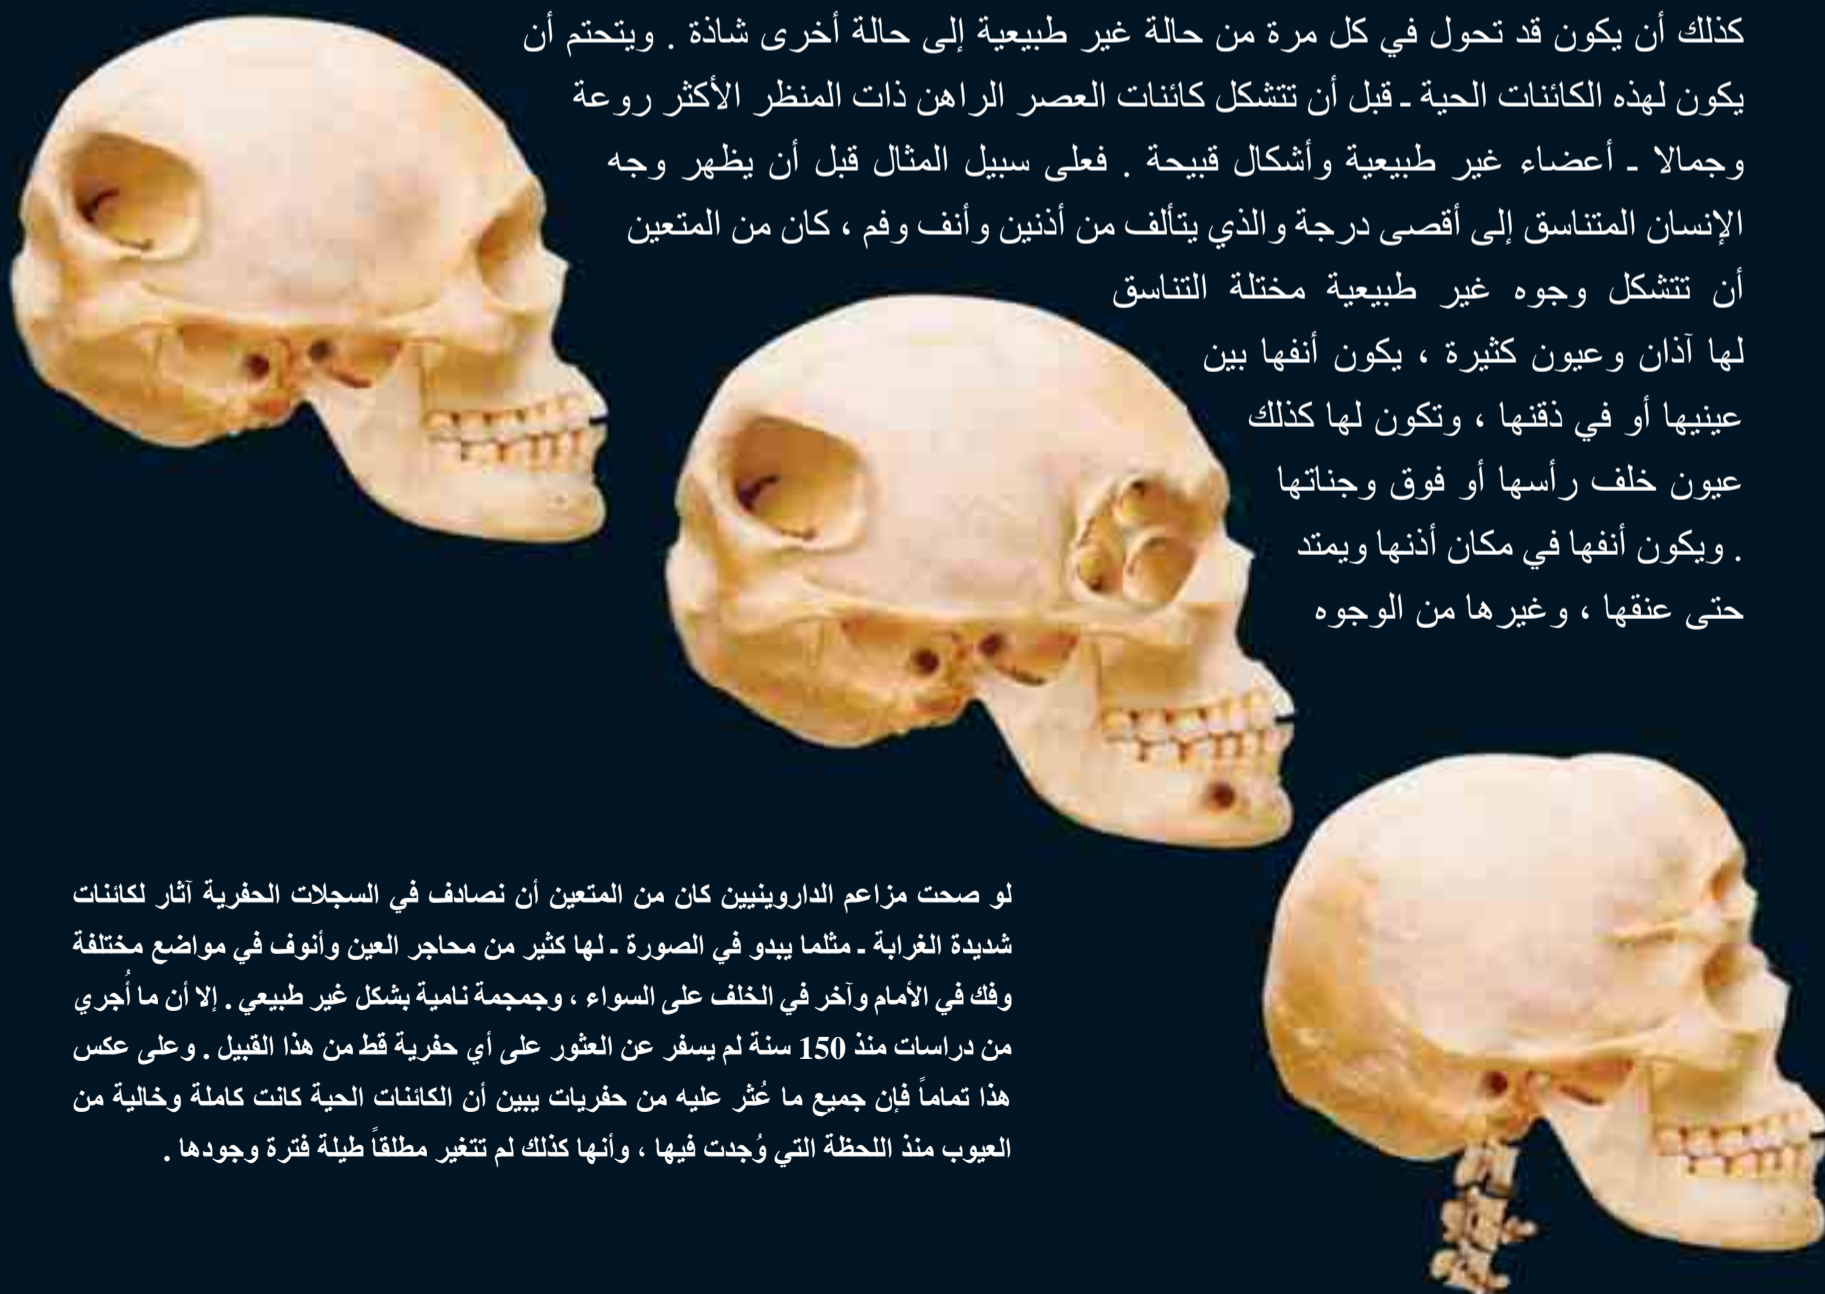 كذلك أن يكون قد تحول في كل مرة من حالة غير طبيعية إلى حالة أخرى شاذة . ويتحتم أن
يكون لهذه الكائنات الحية ـ قبل أن تتشكل كائنات العصر الراهن ذات المنظر الأكثر روعة
وجمالا ـ أعضاء غير طبيعية وأشكال قبيحة . فعلى سبيل المثال قبل أن يظهر وجه
الإنسان المتناسق إلى أقصى درجة والذي يتألف من أذنين وأنف وفم ، كان من المتعين
أن تتشكل وجوه غير طبيعية مختلة التناسق
لها آذان وعيون كثيرة ، يكون أنفها بين
عينيها أو في ذقنها ، وتكون لها كذلك
عيون خلف رأسها أو فوق وجناتها
. ويكون أنفها في مكان أذنها ويمتد
حتى عنقها ، وغيرها من الوجوه
لو صحت مزاعم الداروينيين كان من المتعين أن نصادف في السجلات الحفرية آثار لكائنات
شديدة الغرابة ـ مثلما يبدو في الصورة ـ لها كثير من محاجر العين وأنوف في مواضع مختلفة
وفك في الأمام وآخر في الخلف على السواء ، وجمجمة نامية بشكل غير طبيعي . إلا أن ما أُجري
من دراسات منذ 150 سنة لم يسفر عن العثور على أي حفرية قط من هذا القبيل . وعلى عكس
هذا تماماً فإن جميع ما عُثر عليه من حفريات يبين أن الكائنات الحية كانت كاملة وخالية من
العيوب منذ اللحظة التي وُجدت فيها ، وأنها كذلك لم تتغير مطلقاً طيلة فترة وجودها .